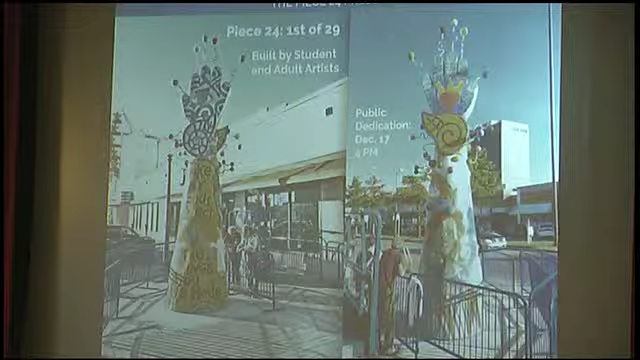 Piece 24: 1st of 29
Built by Student
and Adult Artists
Public
Dedication:
Dec. 17
4 PM